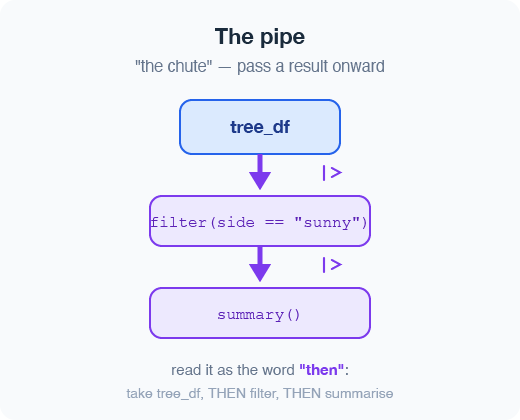 The pipe
"the chute" — pass a result onward
tree_df
|>
filter(side == "sunny")
|>
summary()
read it as the word "then":
take tree_df, THEN filter, THEN summarise